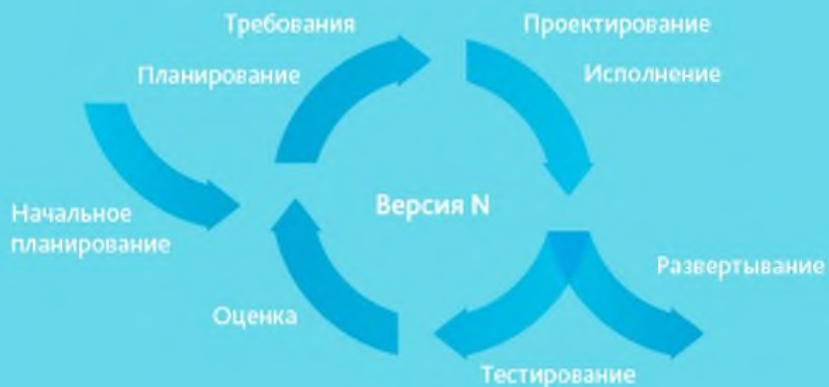 Требования
Планирование
Проектирование
Исполнение
Начальное
планирование
Версия N
Развертывание
Оценка
Тестирование